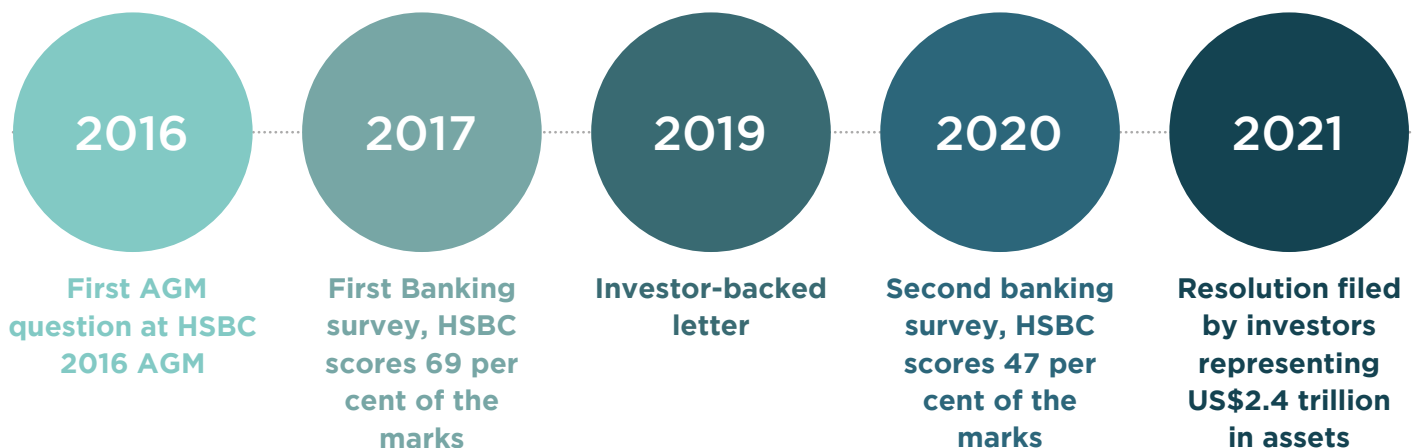 2016
2017
2019
2020
2021
First AGM
question at HSBC
2016 AGM
First Banking
survey, HSBC
scores 69 per
cent of the
marks
Investor-backed
letter
Second banking
survey, HSBC
scores 47 per
cent of the
marks
Resolution filed
by investors
representing
US$2.4 trillion
in assets